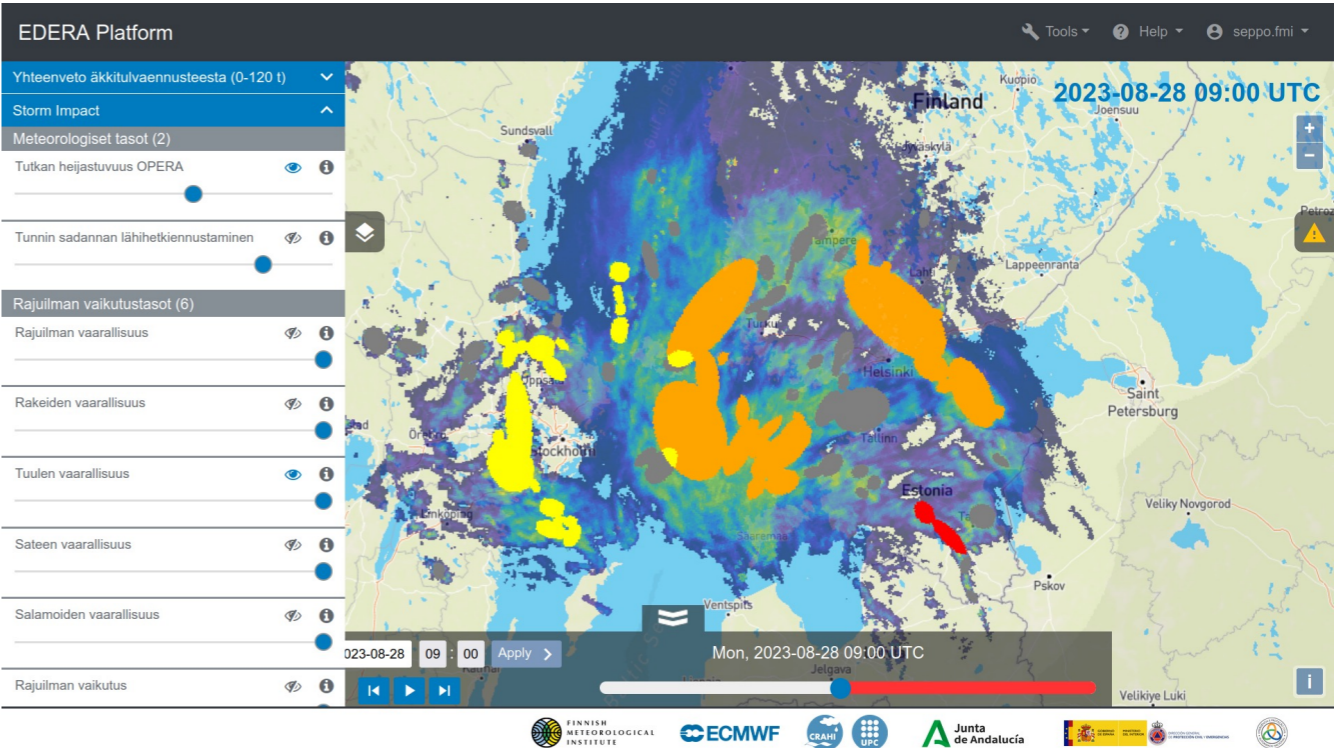 EDERA Platform
Tools
Help
seppo.fmi
Yhteenveto äkkitulvaennusteesta (0-120 t)
Storm Impact
Meteorologiset tasot (2)
Tutkan heijastuvuus OPERA
Tunnin sadannan lähihetkiennustaminen
Rajuilman vaikutustasot (6)
Rajuilman vaarallisuus
Rakeiden vaarallisuus
Tuulen vaarallisuus
Sateen vaarallisuus
Salamoiden vaarallisuus
Rajuilman vaikutus
2023-08-28 09:00 UTC
Kuopio
Finland
Joensuu
Sundsvall
Jyväskylä
Tampere
Lahti
Lappeenranta
Turku
Helsinki
Saint
Petersburg
Tallinn
Stockholm
Estonia
Veliky Novgorod
Linköping
Saaremaa
Pskov
Ventspils
Jelgava
Velikiye Luki
023-08-28 09 : 00 Apply
Mon, 2023-08-28 09:00 UTC
FINNISH
METEOROLOGICAL
INSTITUTE
ECMWF
CRAHI
UPC
Junta
de Andalucía